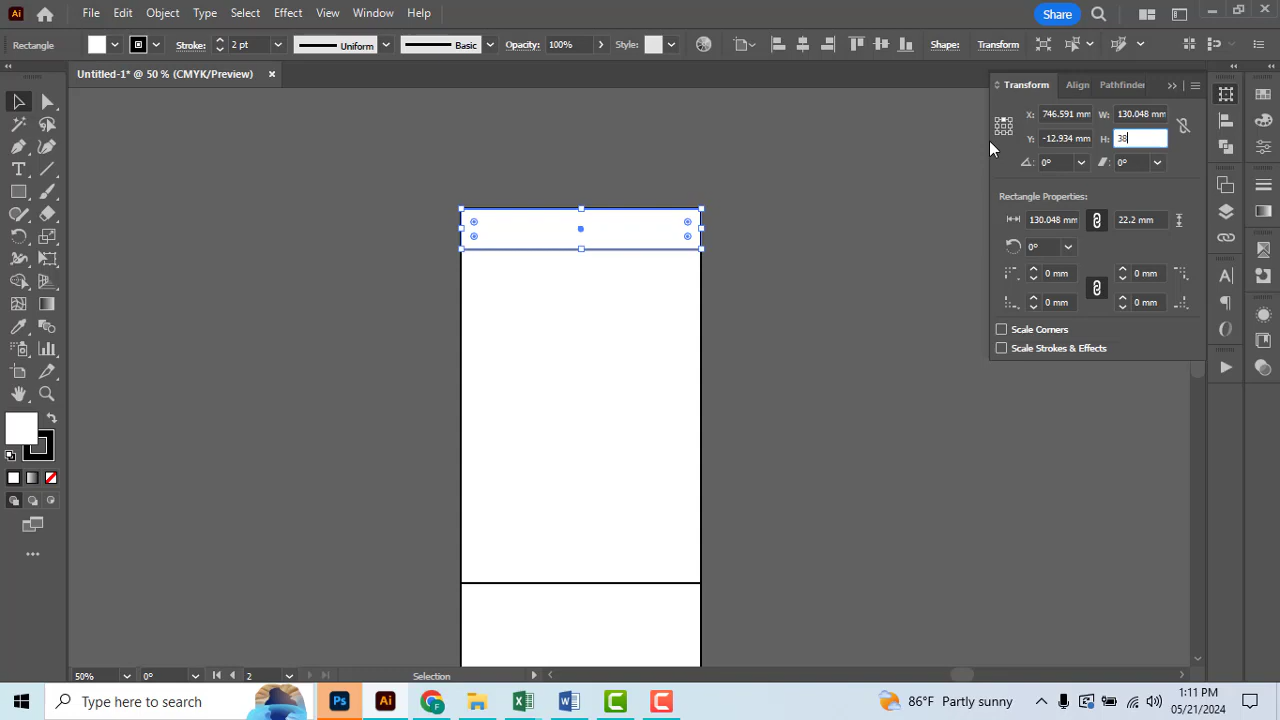 Ai File Edit Object Type Select Effect View Window Help Share
Rectangle Stroke: 2 pt Uniform Basic Opacity: 100% Style: Shape: Transform
Untitled-1* @ 50 % (CMYK/Preview) ×
Transform Align Pathfinder
X: 746.591 mm W: 130.048 mm
Y: -12.934 mm H: 38
0° 0°
Rectangle Properties:
130.048 mm 22.2 mm
0°
0 mm 0 mm
0 mm 0 mm
Scale Corners
Scale Strokes & Effects
50% 0° 2 Selection
Type here to search Ps Ai 86°F Partly sunny 1:11 PM
05/21/2024